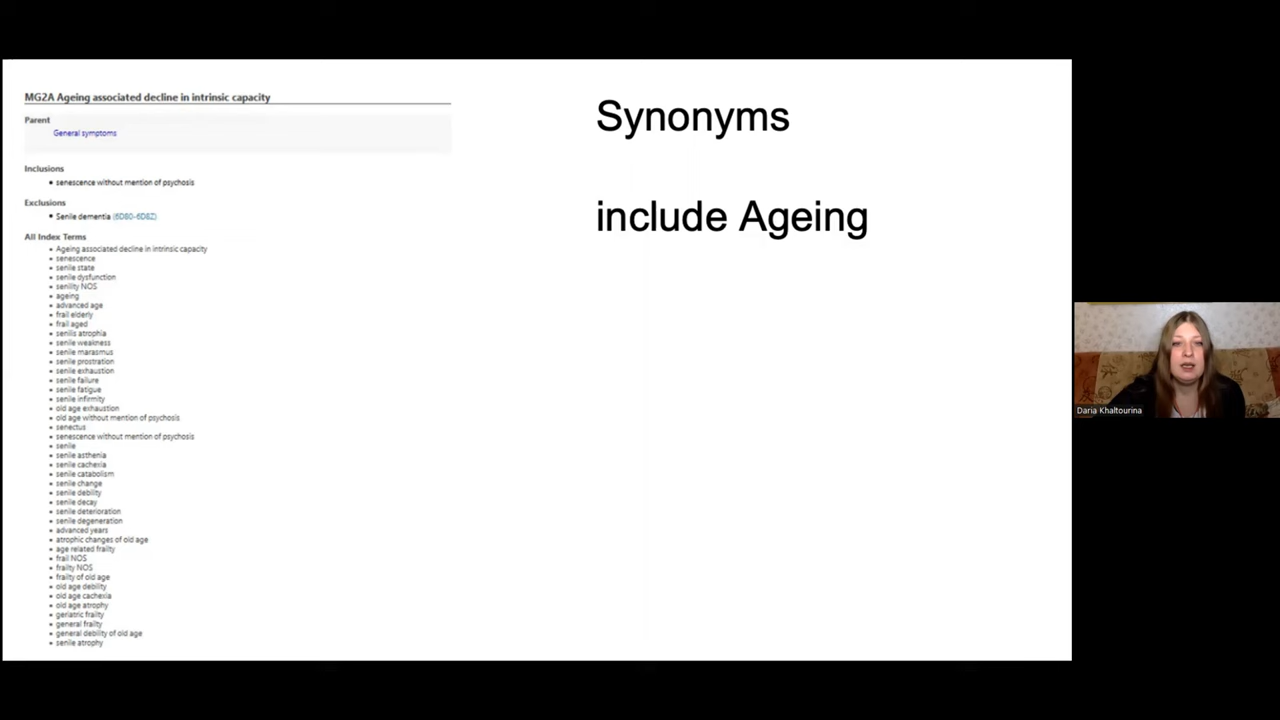 MG2A Ageing associated decline in intrinsic capacity
Parent
General symptoms
Inclusions
senescence without mention of psychosis
Exclusions
Senile dementia (6D80-6D8Z)
All Index Terms
Ageing associated decline in intrinsic capacity
senescence
senile state
senile dysfunction
senility NOS
ageing
advanced age
frail elderly
frail aged
senilis atrophia
senile weakness
senile marasmus
senile prostration
senile exhaustion
senile failure
senile fatigue
senile infirmity
old age exhaustion
old age without mention of psychosis
senectus
senescence without mention of psychosis
senile
senile asthenia
senile cachexia
senile catabolism
senile change
senile debility
senile decay
senile deterioration
senile degeneration
advanced years
atrophic changes of old age
age related frailty
frail NOS
frailty NOS
frailty of old age
old age debility
old age cachexia
old age atrophy
geriatric frailty
general frailty
general debility of old age
senile atrophy
Synonyms
include Ageing
Daria Khaltourina